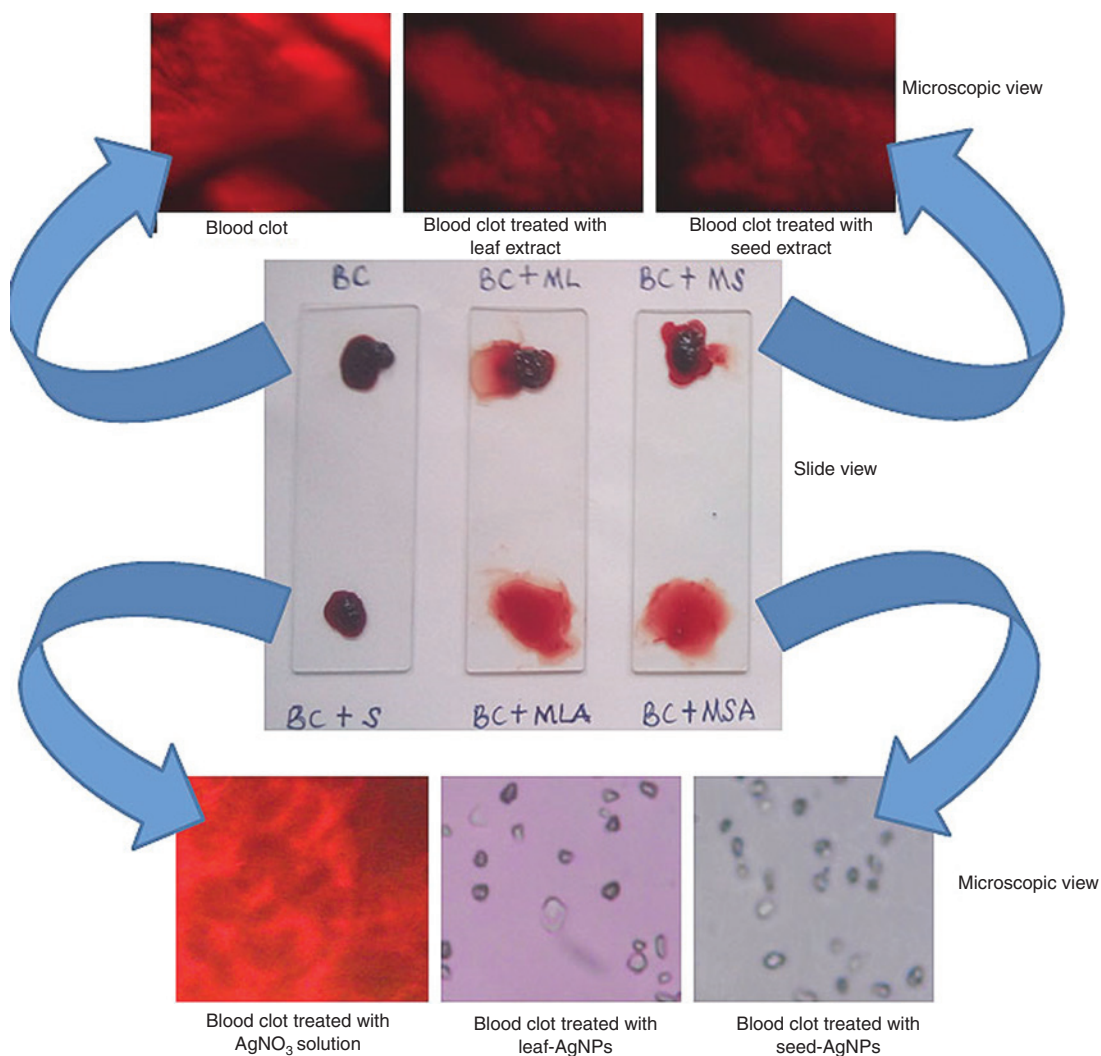 Microscopic view
Blood clot
Blood clot treated with
leaf extract
Blood clot treated with
seed extract
BC
BC+ML
BC+MS
Slide view
BC+S
BC+MLA
BC+MSA
Microscopic view
Blood clot treated with
AgNO₃ solution
Blood clot treated with
leaf-AgNPs
Blood clot treated with
seed-AgNPs